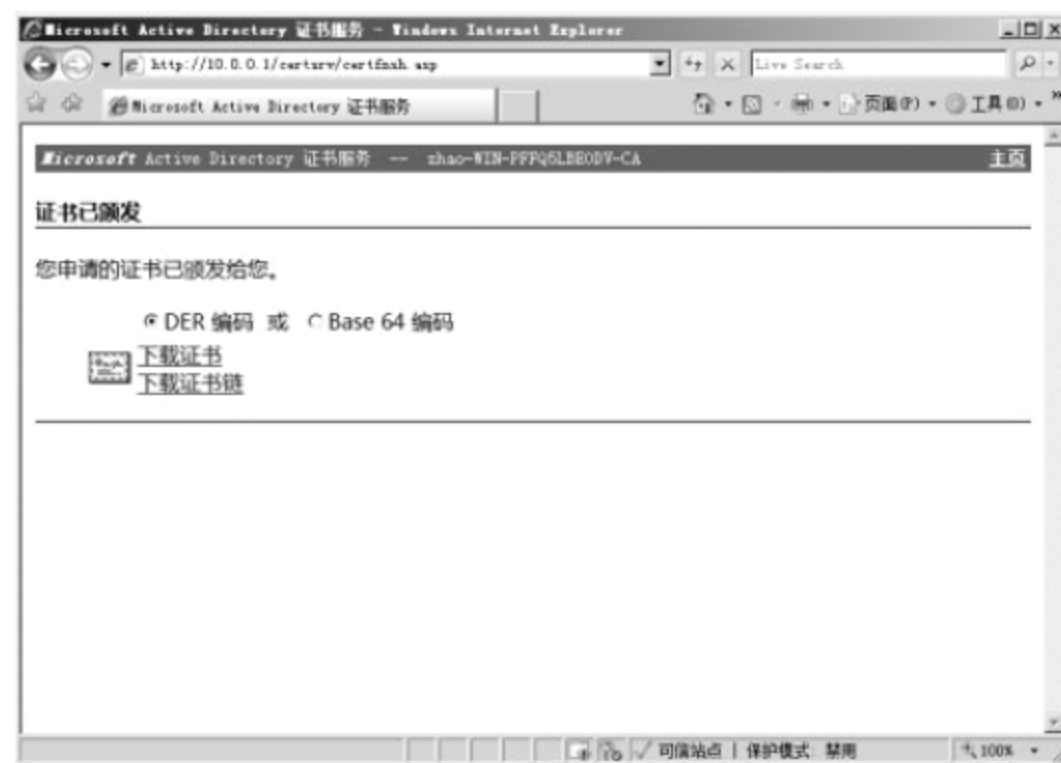 Microsoft Active Directory 证书服务 - Windows Internet Explorer
http://10.0.0.1/certsrv/certfnsh.asp
Live Search
Microsoft Active Directory 证书服务
页面(P)
工具(O)
Microsoft Active Directory 证书服务 -- zhao-WIN-PFFQ6LBEODV-CA
主页
证书已颁发
您申请的证书已颁发给您。
DER 编码 或 Base 64 编码
下载证书
下载证书链
可信站点 | 保护模式: 禁用
100%